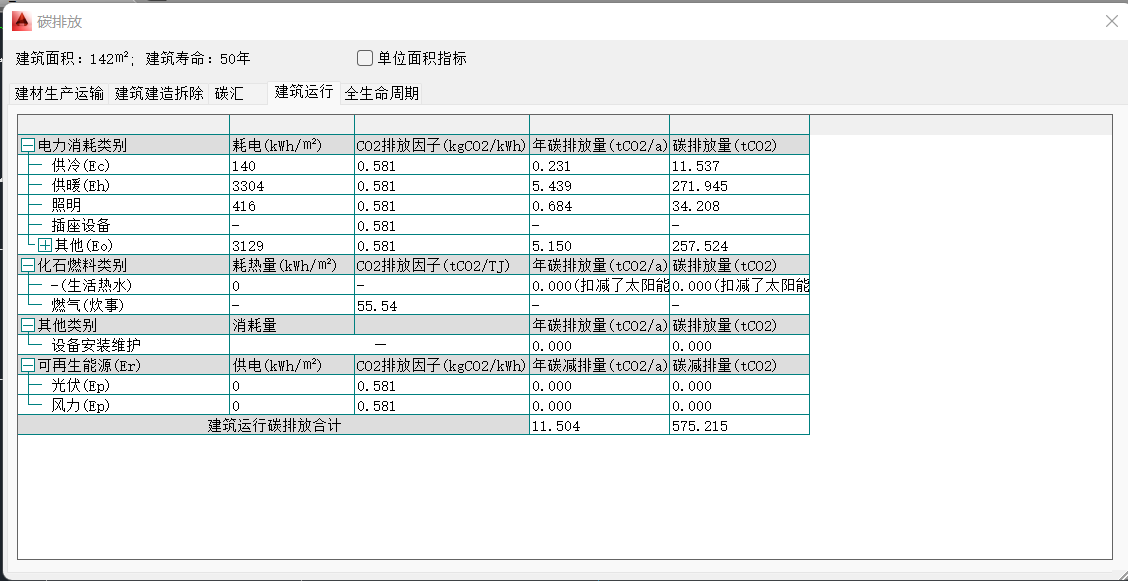 碳排放
建筑面积: 142㎡; 建筑寿命: 50年 单位面积指标
建材生产运输 建筑建造拆除 碳汇 建筑运行 全生命周期
电力消耗类别 耗电(kWh/㎡) CO2排放因子(kgCO2/kWh) 年碳排放量(tCO2/a) 碳排放量(tCO2)
供冷(Ec) 140 0.581 0.231 11.537
供暖(Eh) 3304 0.581 5.439 271.945
照明 416 0.581 0.684 34.208
插座设备 - 0.581 - -
其他(Eo) 3129 0.581 5.150 257.524
化石燃料类别 耗热量(kWh/㎡) CO2排放因子(tCO2/TJ) 年碳排放量(tCO2/a) 碳排放量(tCO2)
-(生活热水) 0 - 0.000(扣减了太阳能 0.000(扣减了太阳能
燃气(炊事) - 55.54 - -
其他类别 消耗量 年碳排放量(tCO2/a) 碳排放量(tCO2)
设备安装维护 — 0.000 0.000
可再生能源(Er) 供电(kWh/㎡) CO2排放因子(kgCO2/kWh) 年碳减排量(tCO2/a) 碳减排量(tCO2)
光伏(Ep) 0 0.581 0.000 0.000
风力(Ep) 0 0.581 0.000 0.000
建筑运行碳排放合计 11.504 575.215